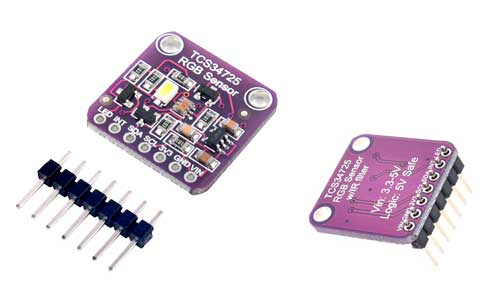 TCS34725
RGB Sensor
LED INT SDA SCL 3V3 GND VIN
TCS34725
RGB Sensor
w/IR filter
Vin: 3.3-5V
Logic: 5V Safe